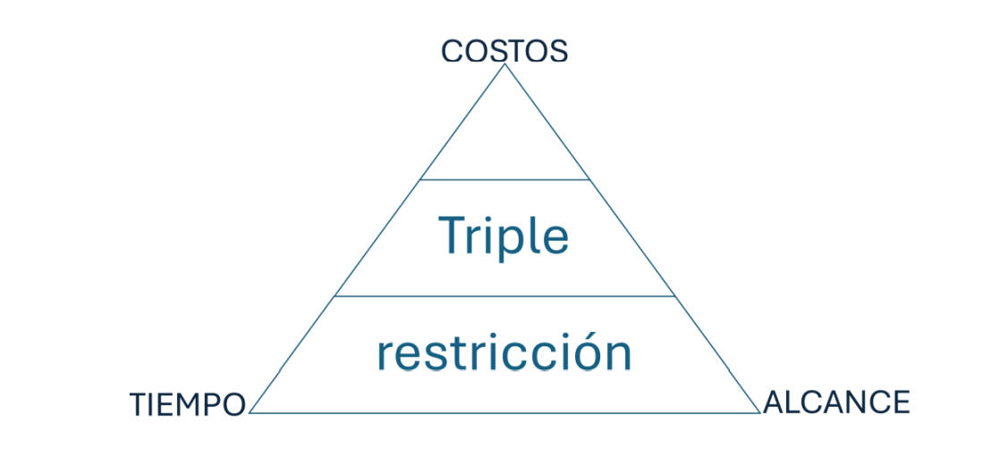 COSTOS
Triple
restricción
TIEMPO
ALCANCE